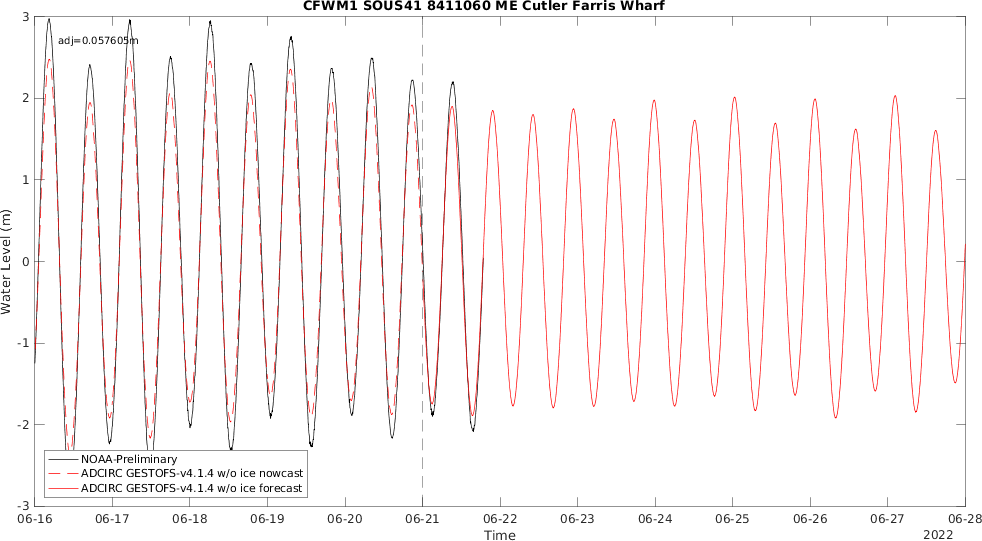 CFWM1 SOUS41 8411060 ME Cutler Farris Wharf
adj=0.057605m
3
2
1
0
-1
-2
-3
Water Level (m)
NOAA-Preliminary
ADCIRC GESTOFS-v4.1.4 w/o ice nowcast
ADCIRC GESTOFS-v4.1.4 w/o ice forecast
06-16 06-17 06-18 06-19 06-20 06-21 06-22 06-23 06-24 06-25 06-26 06-27 06-28
Time
2022